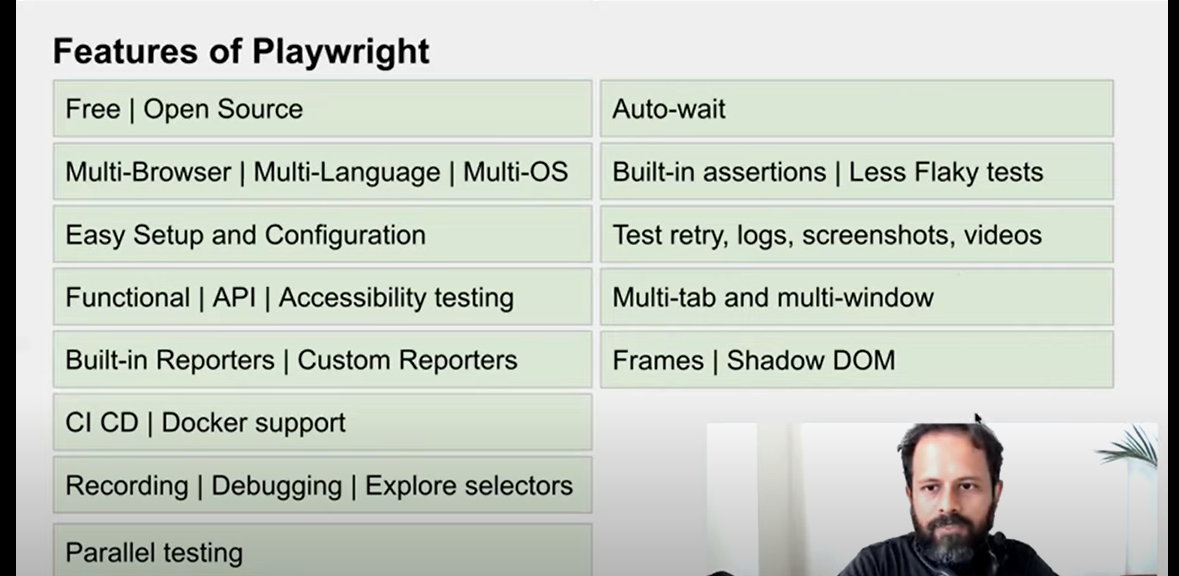 Features of Playwright
Free | Open Source
Multi-Browser | Multi-Language | Multi-OS
Easy Setup and Configuration
Functional | API | Accessibility testing
Built-in Reporters | Custom Reporters
CI CD | Docker support
Recording | Debugging | Explore selectors
Parallel testing
Auto-wait
Built-in assertions | Less Flaky tests
Test retry, logs, screenshots, videos
Multi-tab and multi-window
Frames | Shadow DOM